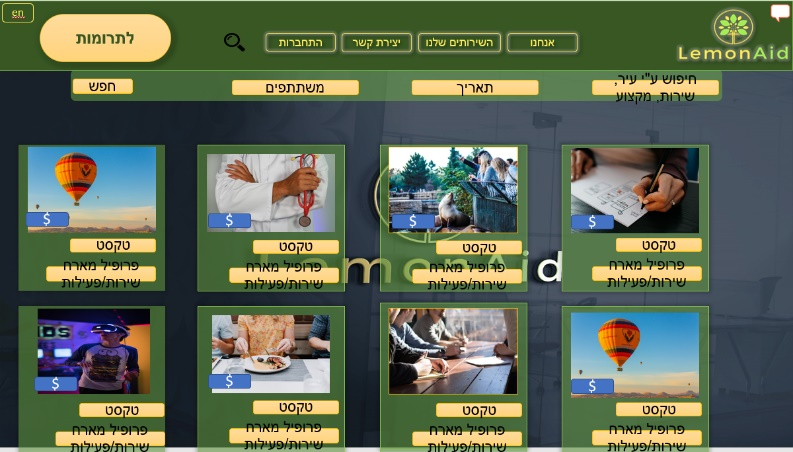 en
לתרומות
התחברות
יצירת קשר
השירותים שלנו
אנחנו
LemonAid
חיפוש ע"י עיר,
שירות, מקצוע
תאריך
משתתפים
חפש
$
$
$
$
טקסט
טקסט
טקסט
טקסט
פרופיל מארח
שירות/פעילות
פרופיל מארח
שירות/פעילות
פרופיל מארח
שירות/פעילות
פרופיל מארח
שירות/פעילות
LemonAid
$
$
$
טקסט
טקסט
טקסט
טקסט
פרופיל מארח
שירות/פעילות
פרופיל מארח
שירות/פעילות
פרופיל מארח
שירות/פעילות
פרופיל מארח
שירות/פעילות